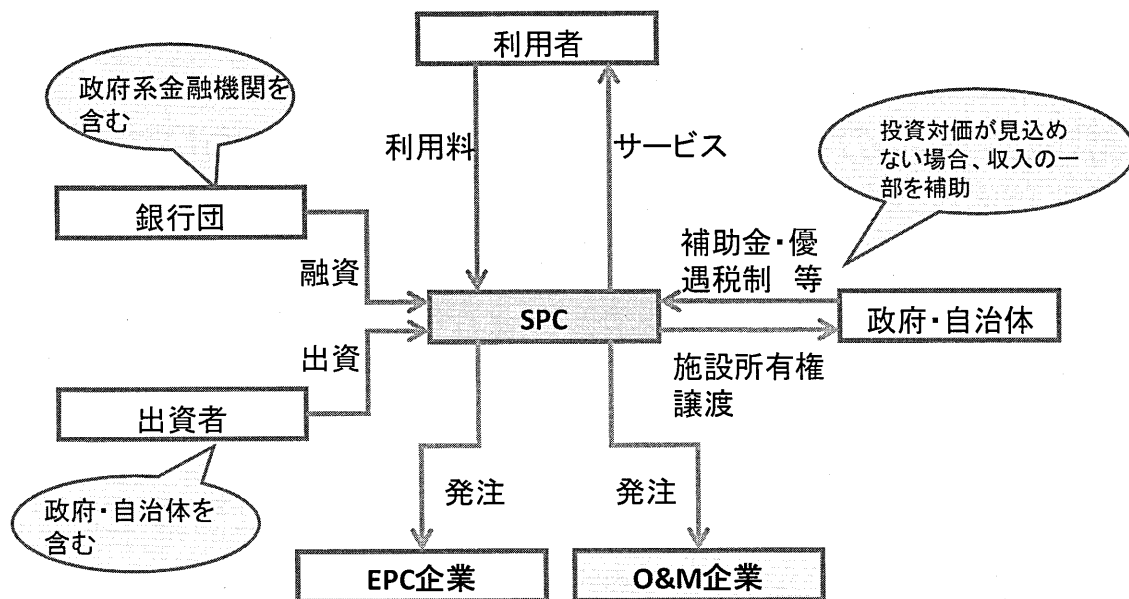 利用者
政府系金融機関を
含む
利用料
サービス
投資対価が見込め
ない場合、収入の一
部を補助
銀行団
融資
補助金・優
遇税制 等
SPC
政府・自治体
出資
施設所有権
譲渡
出資者
政府・自治体を
含む
発注
発注
EPC企業
O&M企業